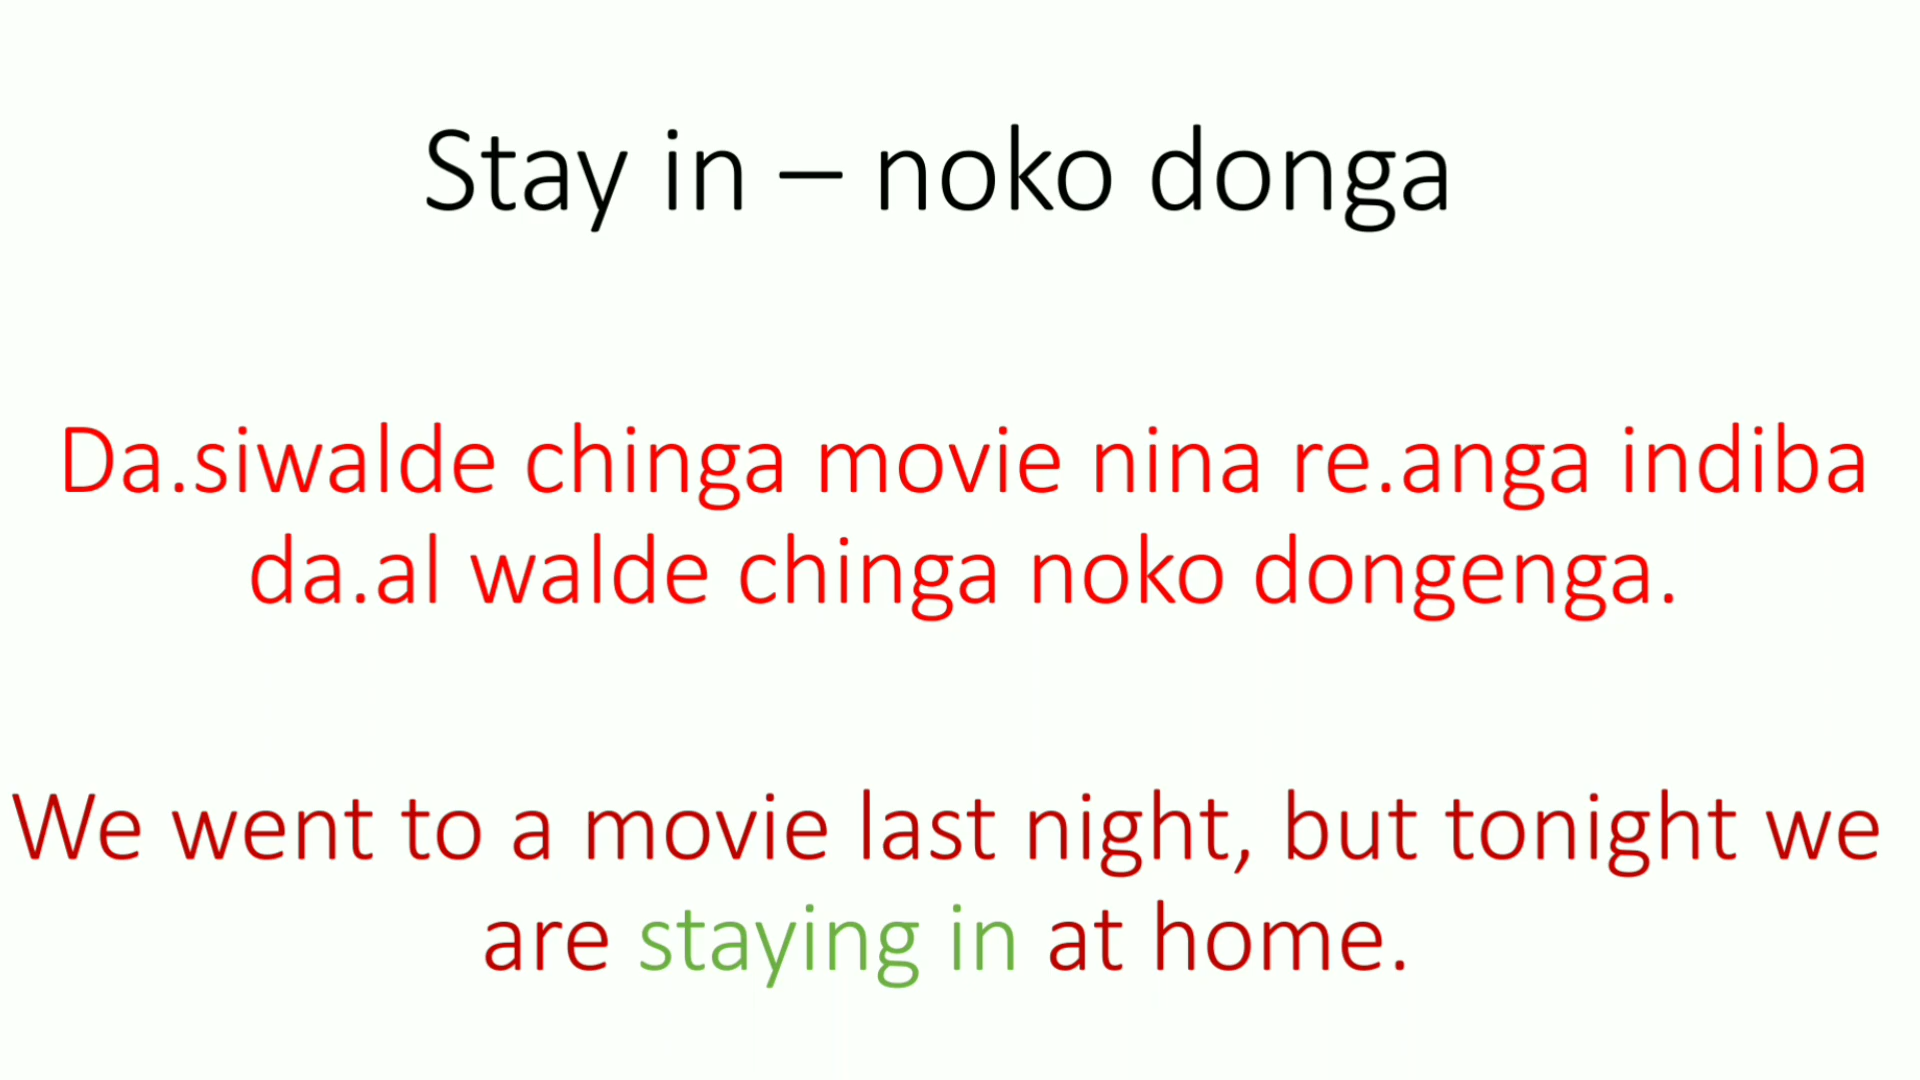 Stay in – noko donga
Da.siwalde chinga movie nina re.anga indiba
da.al walde chinga noko dongenga.
We went to a movie last night, but tonight we
are staying in at home.